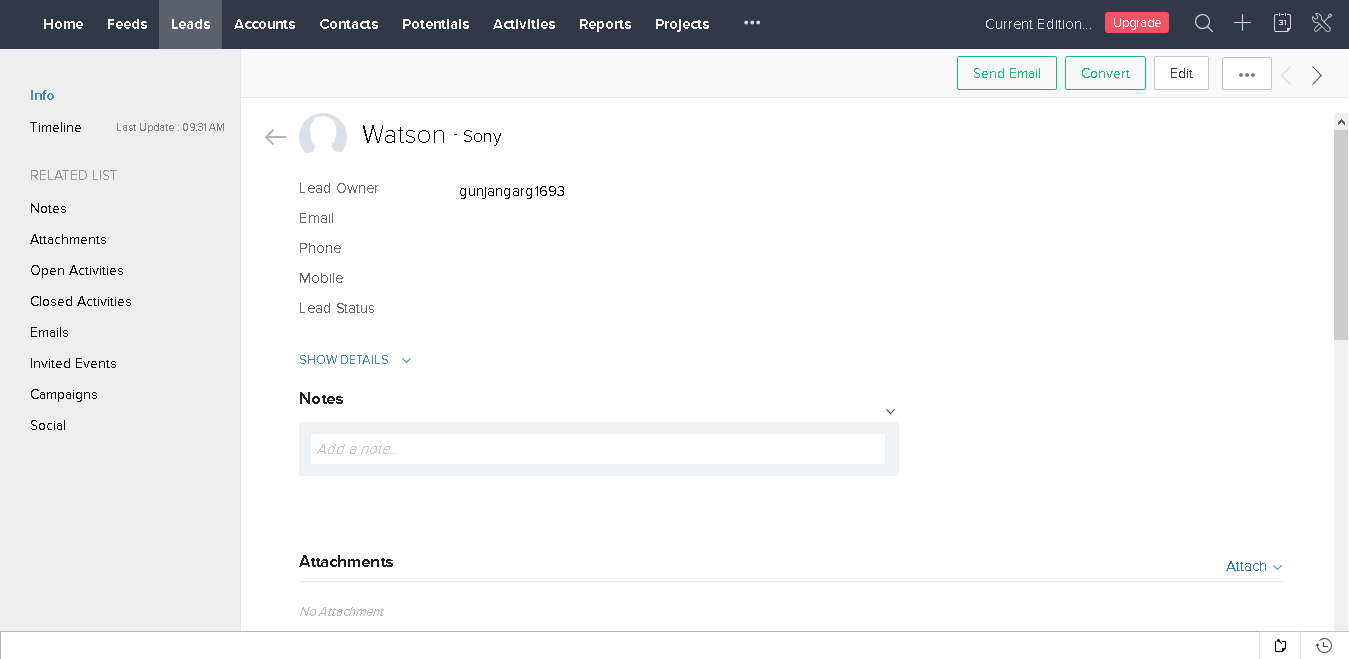 Home Feeds Leads Accounts Contacts Potentials Activities Reports Projects ••• Current Edition... Upgrade 31
Send Email Convert Edit •••
Info
Timeline Last Update : 09:31 AM
RELATED LIST
Notes
Attachments
Open Activities
Closed Activities
Emails
Invited Events
Campaigns
Social
Watson - Sony
Lead Owner gunjangarg1693
Email
Phone
Mobile
Lead Status
SHOW DETAILS
Notes
Add a note...
Attachments
Attach
No Attachment